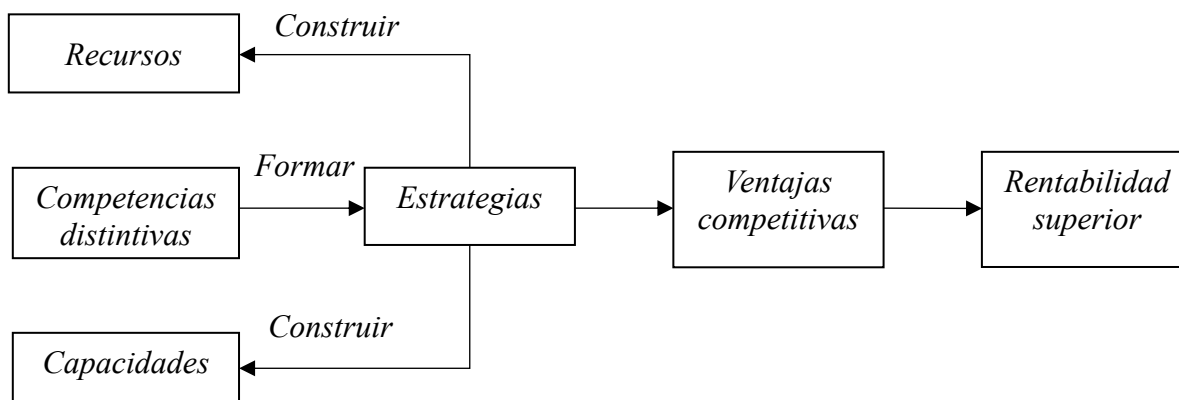 Construir
Recursos
Formar
Competencias
distintivas
Estrategias
Ventajas
competitivas
Rentabilidad
superior
Construir
Capacidades